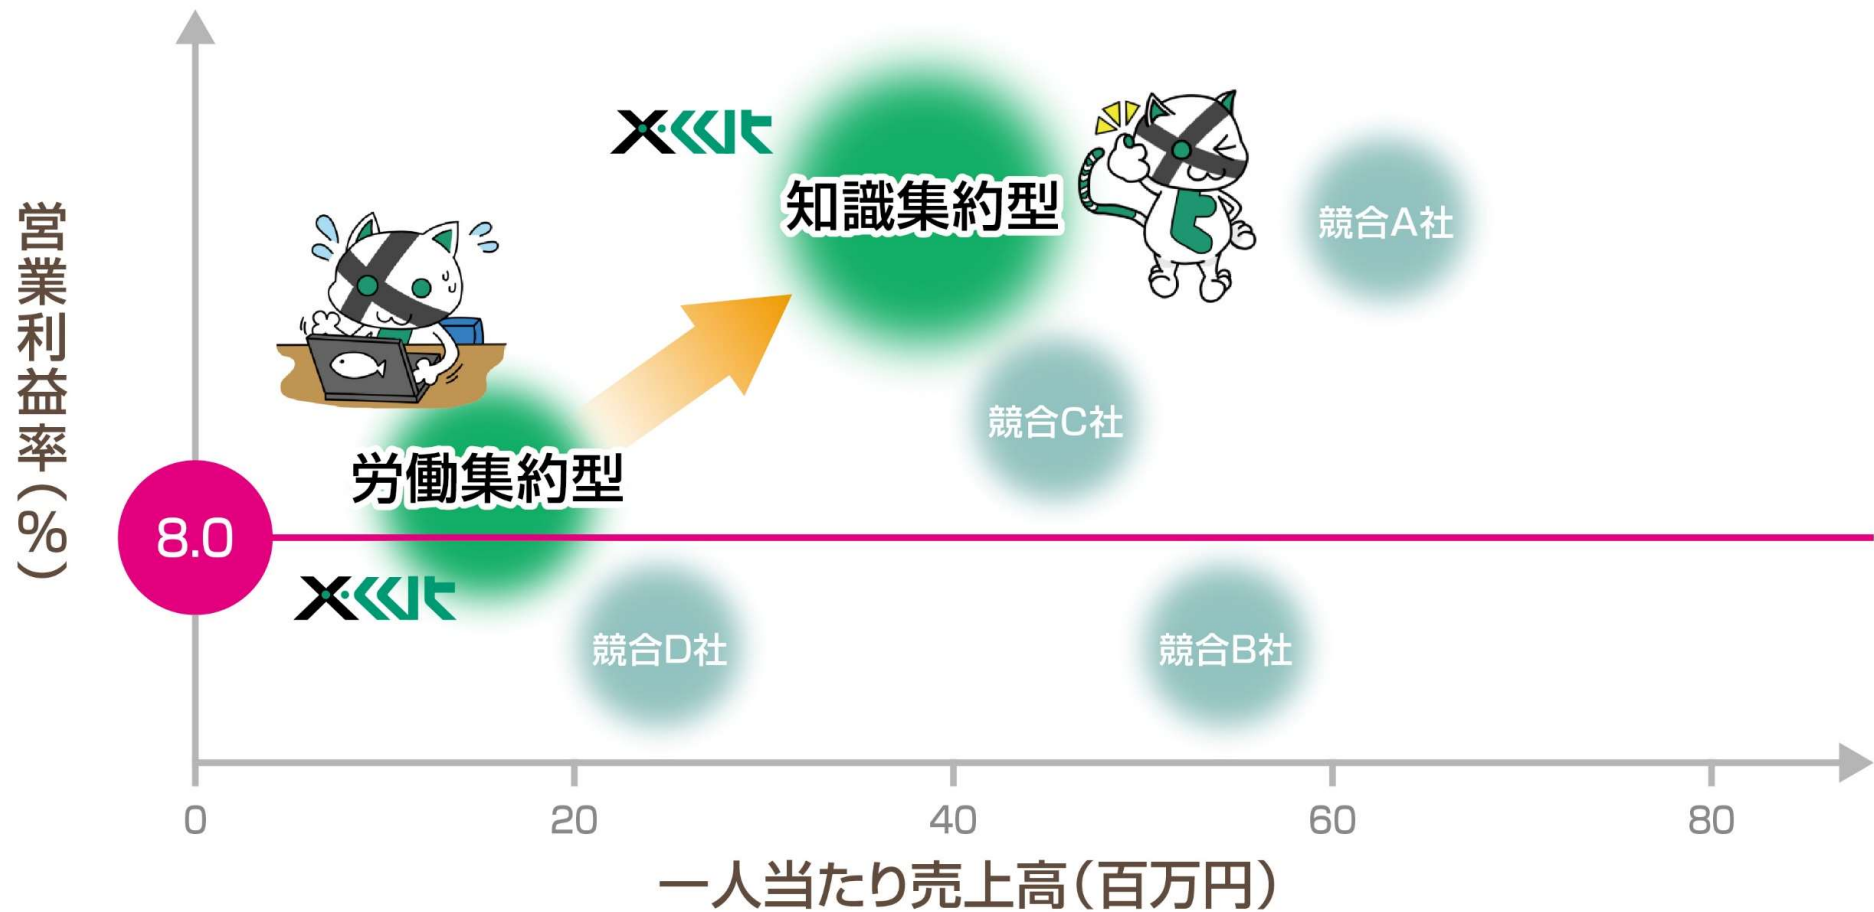 営業利益率(%)
知識集約型
競合A社
競合C社
労働集約型
8.0
競合D社
競合B社
0
20
40
60
80
一人当たり売上高(百万円)